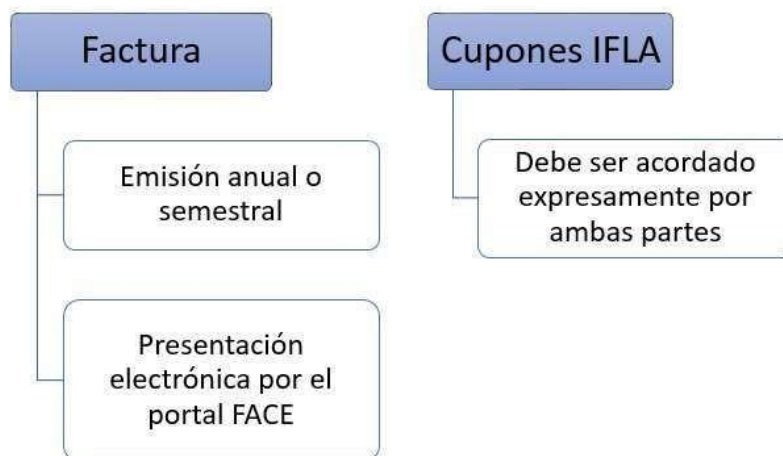 Factura
Emisión anual o
semestral
Presentación
electrónica por el
portal FACE
Cupones IFLA
Debe ser acordado
expresamente por
ambas partes